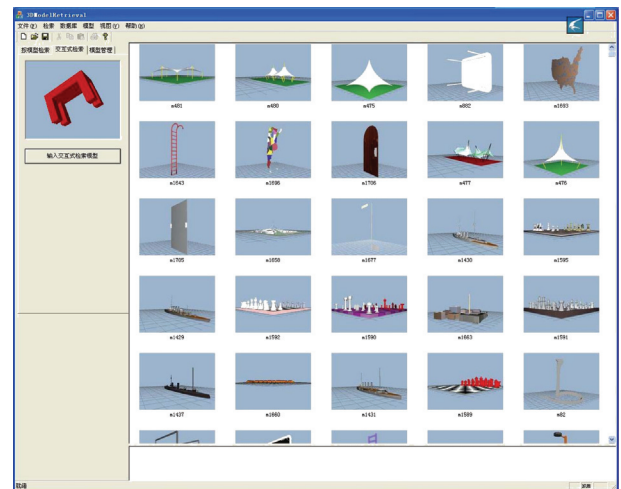 3DModelRetrieval
文件(F) 检索 数据库 模型 视图(V) 帮助(H)
按模型检索 交互式检索 模型管理
输入交互式检索模型
m481 m480 m475 m882 m1693
m1643 m1696 m1706 m477 m476
m1705 m1658 m1677 m1430 m1595
m1429 m1592 m1590 m1663 m1591
m1437 m1660 m1431 m1589 m82
就绪